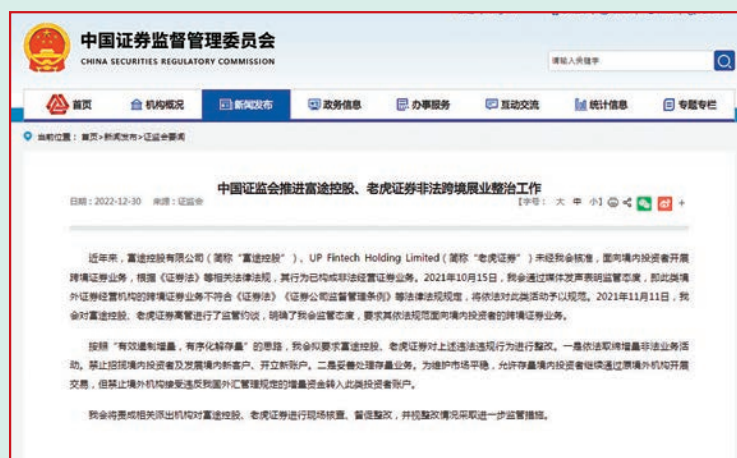 中国证券监督管理委员会
CHINA SECURITIES REGULATORY COMMISSION
请输入关键字
首页 机构概况 新闻发布 政务信息 办事服务 互动交流 统计信息 专题专栏
当前位置：首页>新闻发布>证监会要闻
中国证监会推进富途控股、老虎证券非法跨境展业整治工作
日期：2022-12-30 来源：证监会 【字号： 大 中 小】
近年来，富途控股有限公司（简称“富途控股”）、UP Fintech Holding Limited（简称“老虎证券”）未经我会核准，面向境内投资者开展
跨境证券业务，根据《证券法》等相关法律法规，其行为已构成非法经营证券业务。2021年10月15日，我会通过媒体发声表明监管态度，即此类境
外证券经营机构的跨境证券业务不符合《证券法》《证券公司监督管理条例》等法律法规规定，将依法对此类活动予以规范。2021年11月11日，我
会对富途控股、老虎证券高管进行了监管约谈，明确了我会监管态度，要求其依法规范面向境内投资者的跨境证券业务。
按照“有效遏制增量，有序化解存量”的思路，我会拟要求富途控股、老虎证券对上述违法违规行为进行整改。一是依法取缔增量非法业务活
动。禁止招揽境内投资者及发展境内新客户、开立新账户。二是妥善处理存量业务。为维护市场平稳，允许存量境内投资者继续通过原境外机构开展
交易，但禁止境外机构接受违反我国外汇管理规定的增量资金转入此类投资者账户。
我会将责成相关派出机构对富途控股、老虎证券进行现场核查、督促整改，并视整改情况采取进一步监管措施。